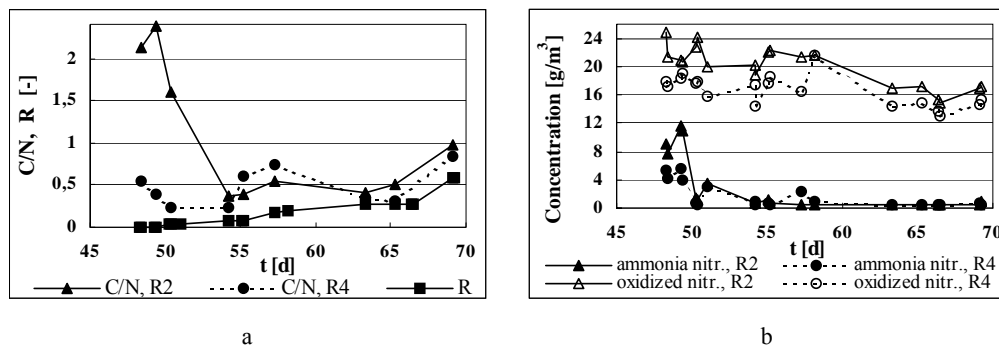 C/N, R [-]
2
1,5
1
0,5
0
45 50 55 60 65 70
t [d]
C/N, R2 C/N, R4 R
a
Concentration [g/m³]
24
20
16
12
8
4
0
45 50 55 60 65 70
t [d]
ammonia nitr., R2 ammonia nitr., R4
oxidized nitr., R2 oxidized nitr., R4
b